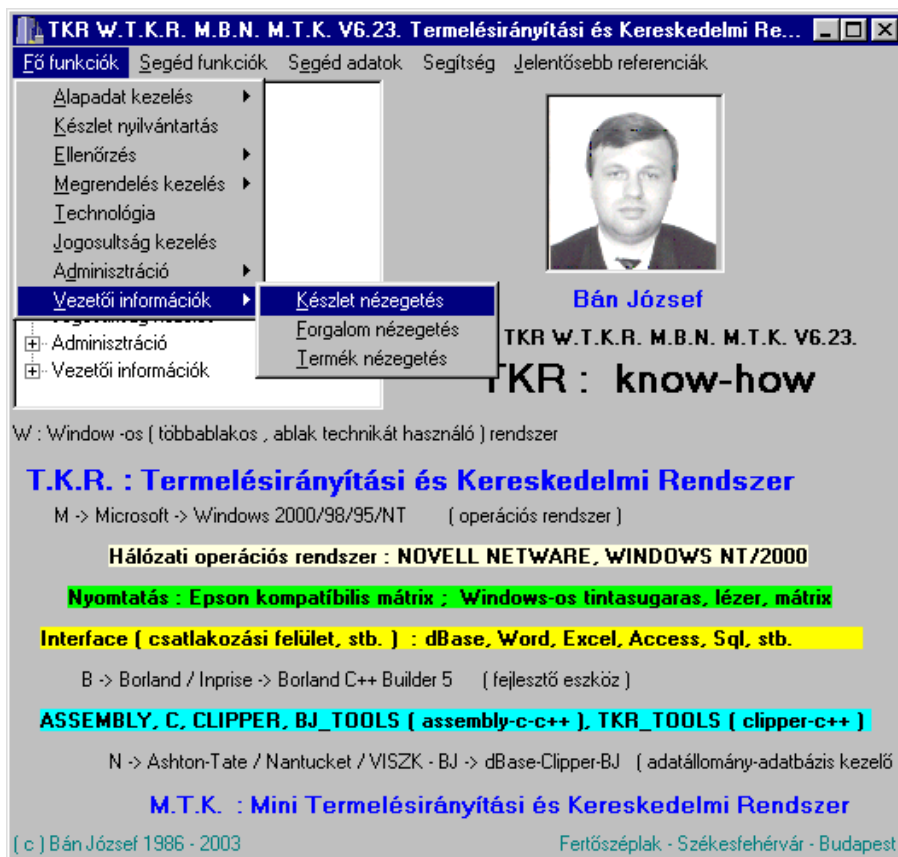 TKR W.T.K.R. M.B.N. M.T.K. V6.23. Termelésirányítási és Kereskedelmi Re...
Fő funkciók Segéd funkciók Segéd adatok Segítség Jelentősebb referenciák
Alapadat kezelés
Készlet nyilvántartás
Ellenőrzés
Megrendelés kezelés
Technológia
Jogosultság kezelés
Adminisztráció
Vezetői információk
Készlet nézegetés
Forgalom nézegetés
Termék nézegetés
Adminisztráció
Vezetői információk
Bán József
TKR W.T.K.R. M.B.N. M.T.K. V6.23.
TKR : know-how
W : Window -os ( többablakos , ablak technikát használó ) rendszer
T.K.R. : Termelésirányítási és Kereskedelmi Rendszer
M -> Microsoft -> Windows 2000/98/95/NT ( operációs rendszer )
Hálózati operációs rendszer : NOVELL NETWARE, WINDOWS NT/2000
Nyomtatás : Epson kompatíbilis mátrix ; Windows-os tintasugaras, lézer, mátrix
Interface ( csatlakozási felület, stb. ) : dBase, Word, Excel, Access, Sql, stb.
B -> Borland / Inprise -> Borland C++ Builder 5 ( fejlesztő eszköz )
ASSEMBLY, C, CLIPPER, BJ_TOOLS ( assembly-c-c++ ), TKR_TOOLS ( clipper-c++ )
N -> Ashton-Tate / Nantucket / VISZK - BJ -> dBase-Clipper-BJ ( adatállomány-adatbázis kezelő
M.T.K. : Mini Termelésirányítási és Kereskedelmi Rendszer
( c ) Bán József 1986 - 2003 Fertőszéplak - Székesfehérvár - Budapest